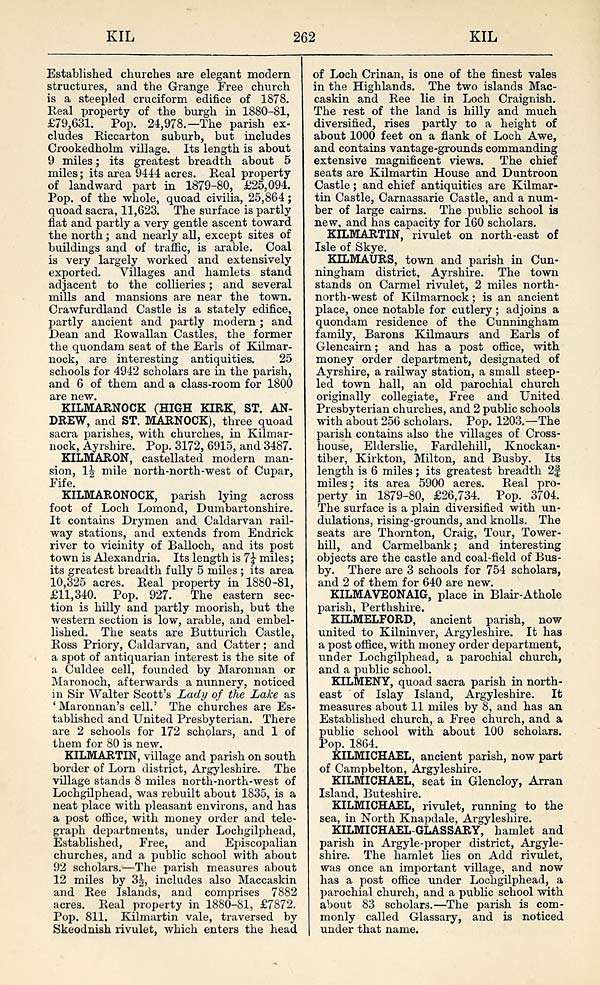 KIL 262 KIL
Established churches are elegant modern
structures, and the Grange Free church
is a steepled cruciform edifice of 1878.
Real property of the burgh in 1880-81,
£79,631. Pop. 24,978.—The parish ex-
cludes Riccarton suburb, but includes
Crookedholm village. Its length is about
9 miles; its greatest breadth about 5
miles; its area 9444 acres. Real property
of landward part in 1879-80, £25,094.
Pop. of the whole, quoad civilia, 25,864;
quoad sacra, 11,623. The surface is partly
flat and partly a very gentle ascent toward
the north; and nearly all, except sites of
buildings and of traffic, is arable. Coal
is very largely worked and extensively
exported. Villages and hamlets stand
adjacent to the collieries; and several
mills and mansions are near the town.
Crawfurdland Castle is a stately edifice,
partly ancient and partly modern; and
Dean and Rowallan Castles, the former
the quondam seat of the Earls of Kilmar-
nock, are interesting antiquities. 25
schools for 4942 scholars are in the parish,
and 6 of them and a class-room for 1800
are new.
KILMARNOCK (HIGH KIRK, ST. AN-
DREW, and ST. MARNOCK), three quoad
sacra parishes, with churches, in Kilmar-
nock, Ayrshire. Pop. 3172, 6915, and 3487.
KILMARON, castellated modern man-
sion, 1½ mile north-north-west of Cupar,
Fife.
KILMARONOCK, parish lying across
foot of Loch Lomond, Dumbartonshire.
It contains Drymen and Caldarvan rail-
way stations, and extends from Endrick
river to vicinity of Balloch, and its post
town is Alexandria. Its length is 7½ miles;
its greatest breadth fully 5 miles; its area
10,325 acres. Real property in 1880-81,
£11,340. Pop. 927. The eastern sec-
tion is hilly and partly moorish, but the
western section is low, arable, and embel-
lished. The seats are Butturich Castle,
Ross Priory, Caldarvan, and Catter; and
a spot of antiquarian interest is the site of
a Culdee cell, founded by Maronnan or
Maronoch, afterwards a nunnery, noticed
in Sir Walter Scott's Lady of the Lake as
'Maronnan's cell.' The churches are Es-
tablished and United Presbyterian. There
are 2 schools for 172 scholars, and 1 of
them for 80 is new.
KILMARTIN, village and parish on south
border of Lorn district, Argyleshire. The
village stands 8 miles north-north-west of
Lochgilphead, was rebuilt about 1835, is a
neat place with pleasant environs, and has
a post office, with money order and tele-
graph departments, under Lochgilphead,
Established, Free, and Episcopalian
churches, and a public school with about
92 scholars.—The parish measures about
12 miles by 3½, includes also Maccaskin
and Ree Islands, and comprises 7882
acres. Real property in 1880-81, £7872.
Pop. 811. Kilmartin vale, traversed by
Skeodnish rivulet, which enters the head
of Loch Crinan, is one of the finest vales
in the Highlands. The two islands Mac-
caskin and Ree lie in Loch Craignish.
The rest of the land is hilly and much
diversified, rises partly to a height of
about 1000 feet on a flank of Loch Awe,
and contains vantage-grounds commanding
extensive magnificent views. The chief
seats are Kilmartin House and Duntroon
Castle; and chief antiquities are Kilmar-
tin Castle, Carnassarie Castle, and a num-
ber of large cairns. The public school is
new, and has capacity for 160 scholars.
KILMARTIN, rivulet on north-east of
Isle of Skye.
KILMAURS, town and parish in Cun-
ningham district, Ayrshire. The town
stands on Carmel rivulet, 2 miles north-
north-west of Kilmarnock; is an ancient
place, once notable for cutlery; adjoins a
quondam residence of the Cunningham
family, Barons Kilmaurs and Earls of
Glencairn; and has a post office, with
money order department, designated of
Ayrshire, a railway station, a small steep-
led town hall, an old parochial church
originally collegiate, Free and United
Presbyterian churches, and 2 public schools
with about 256 scholars. Pop. 1203.—The
parish contains also the villages of Cross-
house, Elderslie, Fardlehill, Knockan-
tiber, Kirkton, Milton, and Busby. Its
length is 6 miles; its greatest breadth 2¾
miles; its area 5900 acres. Real pro-
perty in 1879-80, £26,734. Pop. 3704.
The surface is a plain diversified with un-
dulations, rising-grounds, and knolls. The
seats are Thornton, Craig, Tour, Tower-
hill, and Carmelbank; and interesting
objects are the castle and coal-field of Bus-
by. There are 3 schools for 754 scholars,
and 2 of them for 640 are new.
KILMAVEONAIG, place in Blair-Athole
parish, Perthshire.
KILMELFORD, ancient parish, now
united to Kilninver, Argyleshire. It has
a post office, with money order department,
under Lochgilphead, a parochial church,
and a public school.
KILMENY, quoad sacra parish in north-
east of Islay Island, Argyleshire. It
measures about 11 miles by 8, and has an
Established church, a Free church, and a
public school with about 100 scholars.
Pop. 1864.
KILMICHAEL, ancient parish, now part
of Campbelton, Argyleshire.
KILMICHAEL, seat in Glencloy, Arran
Island, Buteshire.
KILMICHAEL, rivulet, running to the
sea, in North Knapdale, Argyleshire.
KILMICHAEL-GLASSARY, hamlet and
parish in Argyle-proper district, Argyle-
shire. The hamlet lies on Add rivulet,
was once an important village, and now
has a post office under Lochgilphead, a
parochial church, and a public school with
about 83 scholars.—The parish is com-
monly called Glassary, and is noticed
under that name.